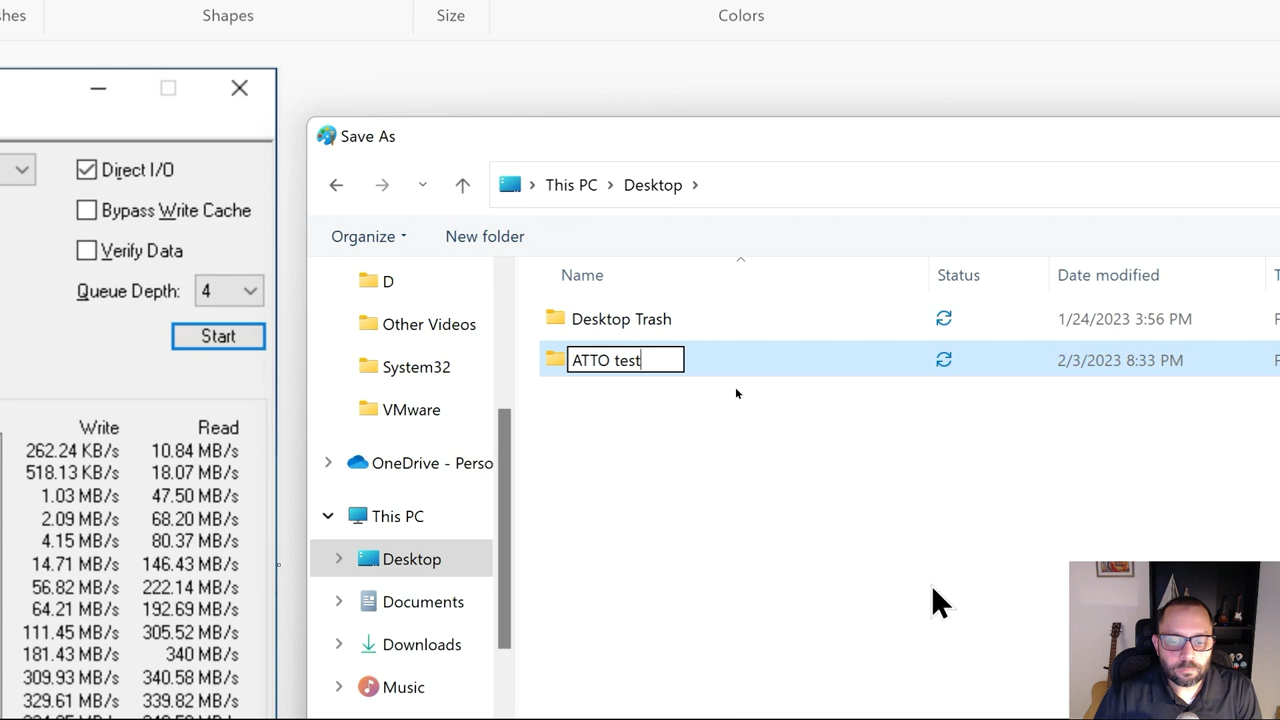 shes
Shapes
Size
Colors
Direct I/O
Bypass Write Cache
Verify Data
Queue Depth: 4
Start
Write Read
262.24 KB/s 10.84 MB/s
518.13 KB/s 18.07 MB/s
1.03 MB/s 47.50 MB/s
2.09 MB/s 68.20 MB/s
4.15 MB/s 80.37 MB/s
14.71 MB/s 146.43 MB/s
56.82 MB/s 222.14 MB/s
64.21 MB/s 192.69 MB/s
111.45 MB/s 305.52 MB/s
181.43 MB/s 340 MB/s
309.93 MB/s 340.58 MB/s
329.61 MB/s 339.82 MB/s
Save As
This PC > Desktop >
Organize
New folder
D
Other Videos
System32
VMware
OneDrive - Perso
This PC
Desktop
Documents
Downloads
Music
Name Status Date modified
Desktop Trash 1/24/2023 3:56 PM
ATTO test 2/3/2023 8:33 PM